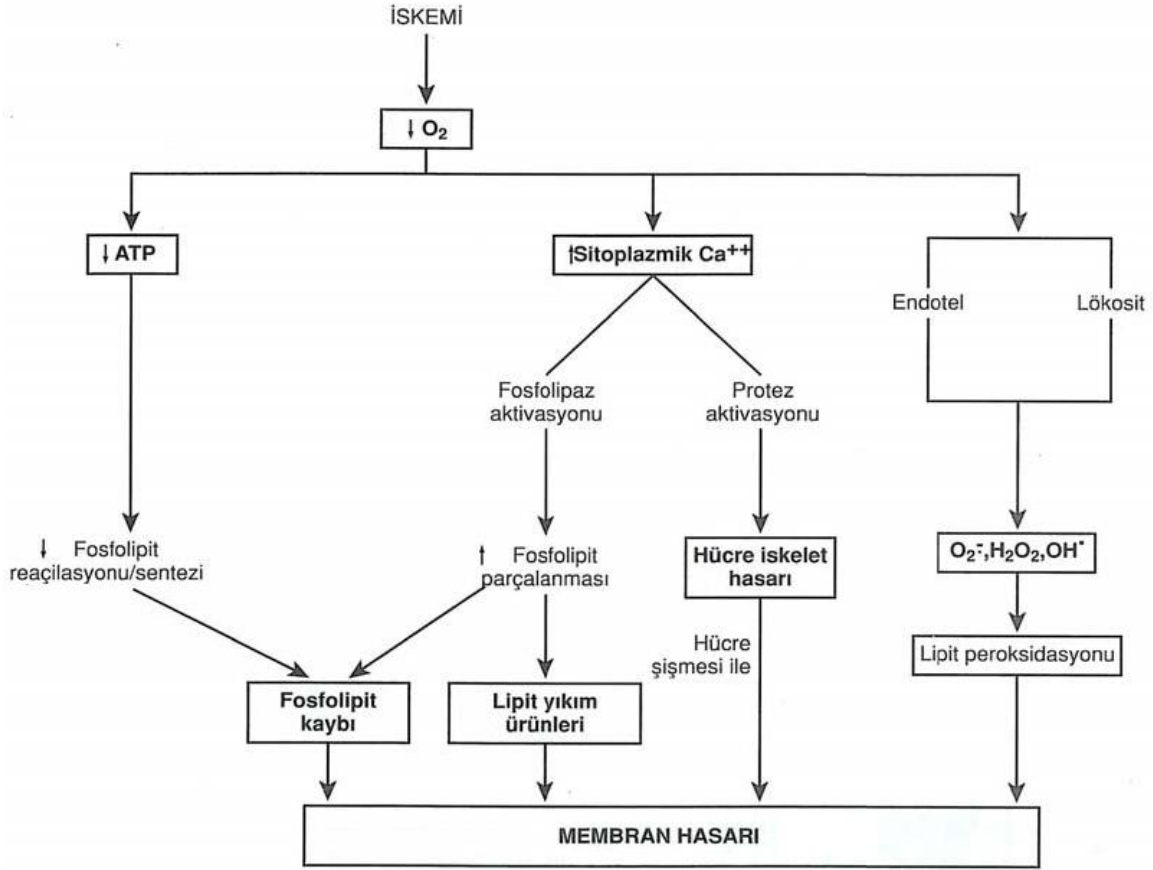 İSKEMİ
↓ O₂
↓ ATP
↑Sitoplazmik Ca⁺⁺
Endotel
Lökosit
Fosfolipaz
aktivasyonu
Protez
aktivasyonu
↓ Fosfolipit
reaçilasyonu/sentezi
↑ Fosfolipit
parçalanması
Hücre iskelet
hasarı
O₂⁻·,H₂O₂,OH·
Hücre
şişmesi ile
Lipit peroksidasyonu
Fosfolipit
kaybı
Lipit yıkım
ürünleri
MEMBRAN HASARI